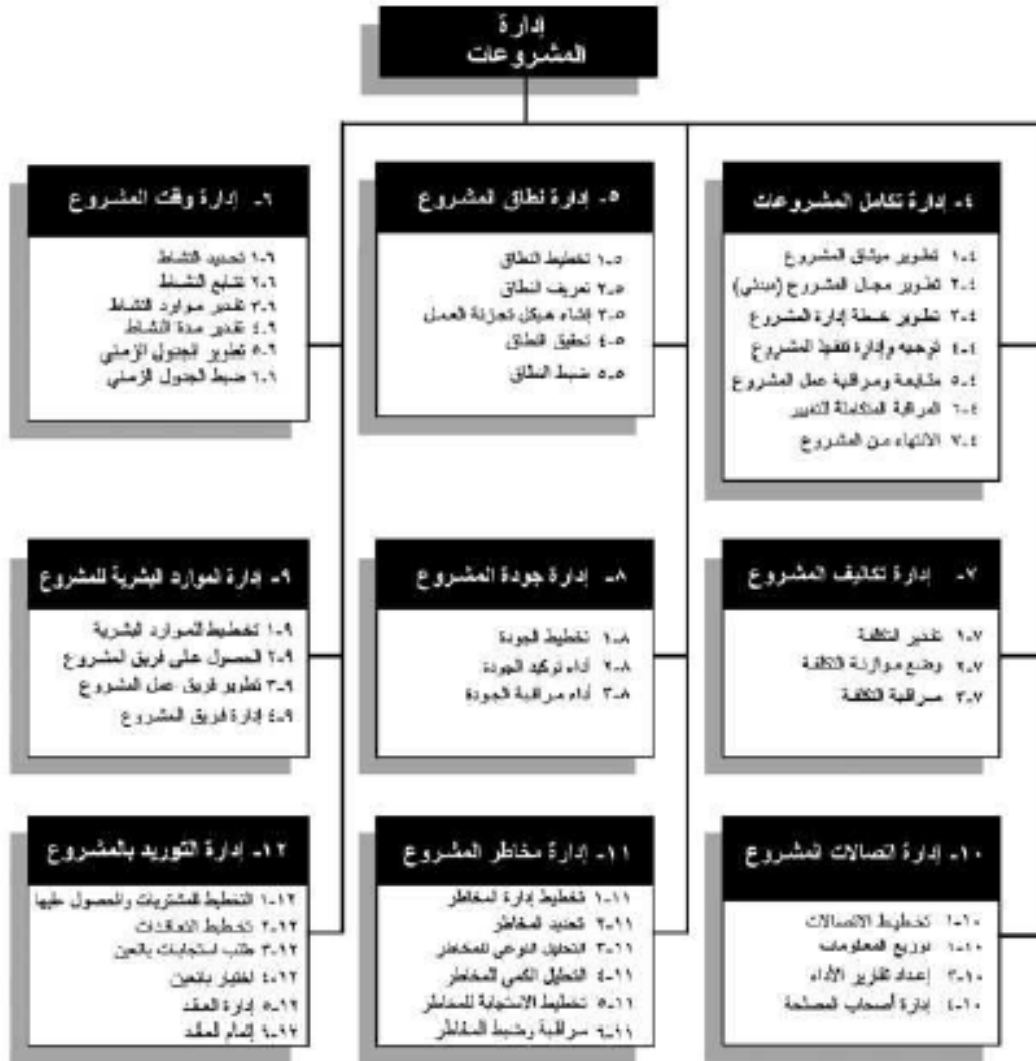 إدارة
المشروعات
٤- إدارة تكامل المشروعات
١-٤ تطوير ميثاق المشروع
٢-٤ تطوير مجال المشروع (مبدئي)
٣-٤ تطوير خطة إدارة المشروع
٤-٤ توجيه وإدارة تنفيذ المشروع
٥-٤ متابعة ومراقبة عمل المشروع
٦-٤ المراقبة المتكاملة للتغيير
٧-٤ الانتهاء من المشروع
٥- إدارة نطاق المشروع
١-٥ تخطيط النطاق
٢-٥ تعريف النطاق
٣-٥ إنشاء هيكل تجزئة العمل
٤-٥ تحقيق النطاق
٥-٥ ضبط النطاق
٦- إدارة وقت المشروع
١-٦ تحديد النشاط
٢-٦ تتابع النشاط
٣-٦ تقدير موارد النشاط
٤-٦ تقدير مدة النشاط
٥-٦ تطوير الجدول الزمني
٦-٦ ضبط الجدول الزمني
٧- إدارة تكاليف المشروع
١-٧ تقدير التكلفة
٢-٧ وضع موازنة التكلفة
٣-٧ مراقبة التكلفة
٨- إدارة جودة المشروع
١-٨ تخطيط الجودة
٢-٨ أداء توكيد الجودة
٣-٨ أداء مراقبة الجودة
٩- إدارة الموارد البشرية للمشروع
١-٩ تخطيط الموارد البشرية
٢-٩ الحصول على فريق المشروع
٣-٩ تطوير فريق عمل المشروع
٤-٩ إدارة فريق المشروع
١٠- إدارة اتصالات المشروع
١-١٠ تخطيط الاتصالات
٢-١٠ توزيع المعلومات
٣-١٠ إعداد تقارير الأداء
٤-١٠ إدارة أصحاب المصلحة
١١- إدارة مخاطر المشروع
١-١١ تخطيط إدارة المخاطر
٢-١١ تحديد المخاطر
٣-١١ التحليل النوعي للمخاطر
٤-١١ التحليل الكمي للمخاطر
٥-١١ تخطيط الاستجابة للمخاطر
٦-١١ مراقبة وضبط المخاطر
١٢- إدارة التوريد بالمشروع
١-١٢ التخطيط للمشتريات والحصول عليها
٢-١٢ تخطيط التعاقدات
٣-١٢ طلب استجابات بائعين
٤-١٢ اختيار بائعين
٥-١٢ إدارة العقد
٦-١٢ إتمام العقد